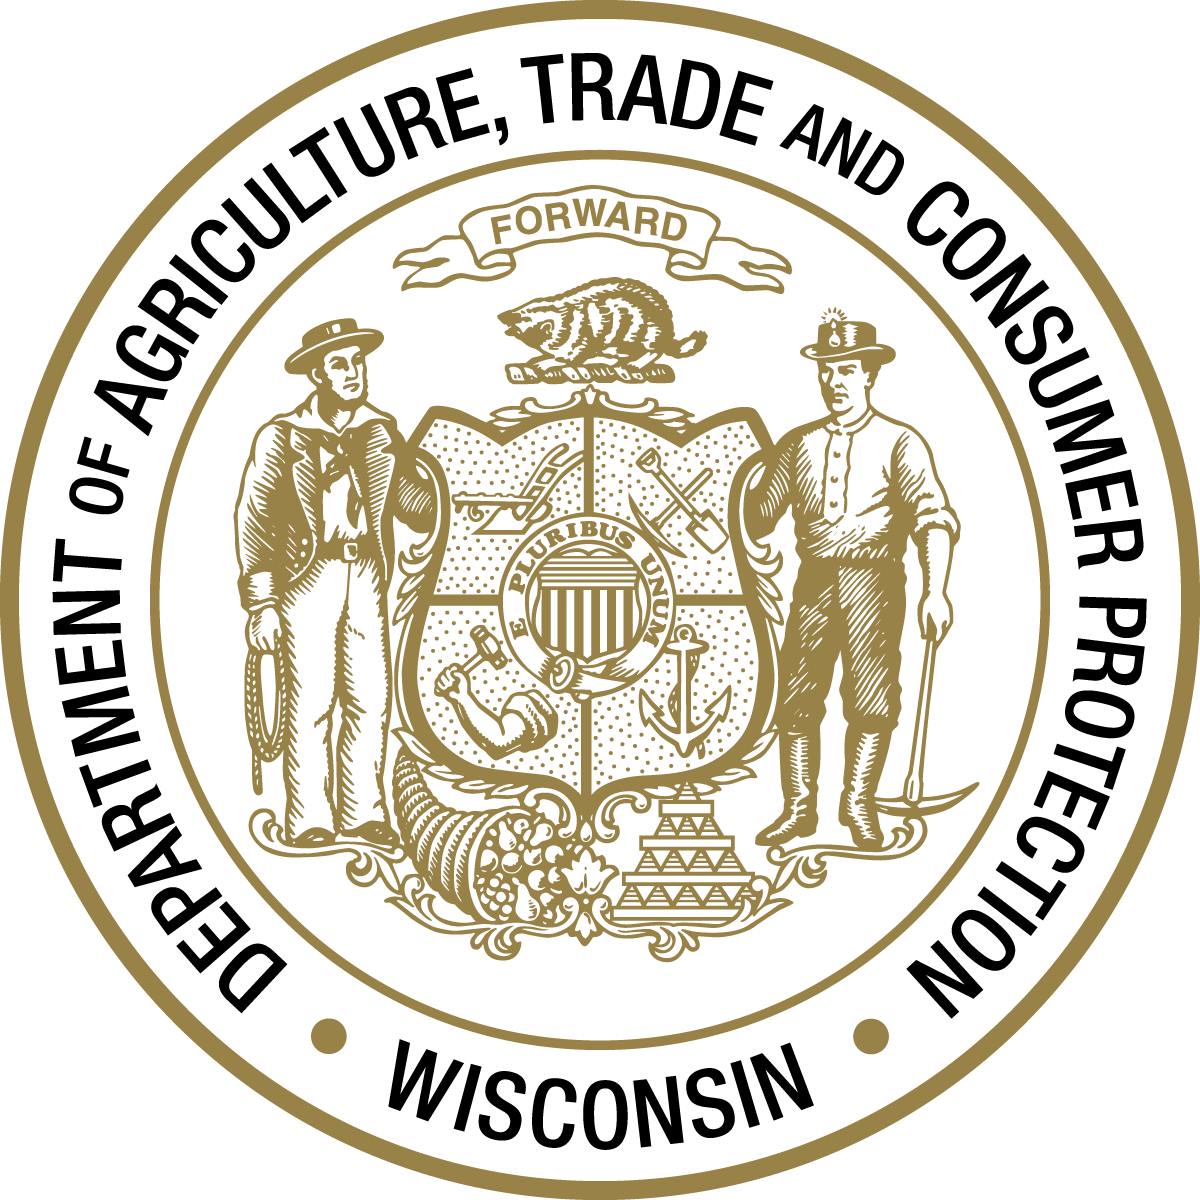 DEPARTMENT OF AGRICULTURE, TRADE AND CONSUMER PROTECTION
FORWARD
E PLURIBUS UNUM
• WISCONSIN •